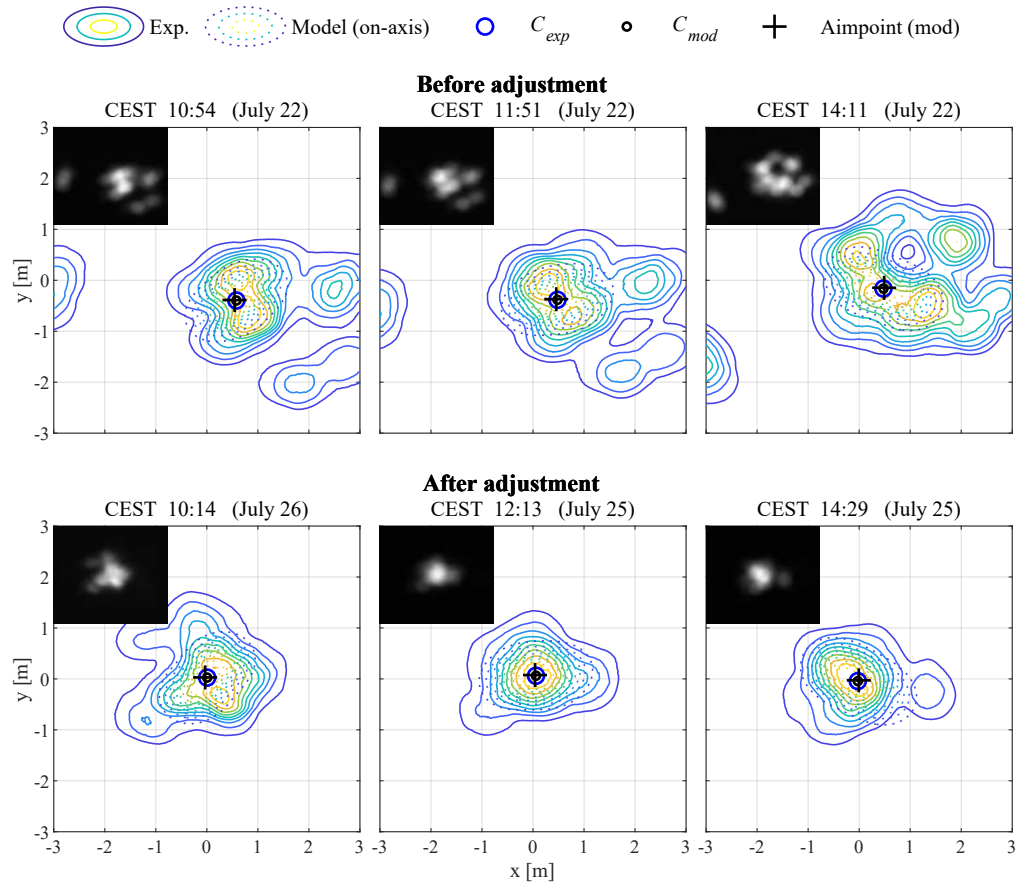 Exp. Model (on-axis) C_exp C_mod Aimpoint (mod)
Before adjustment
CEST 10:54 (July 22) CEST 11:51 (July 22) CEST 14:11 (July 22)
3
2
1
0
-1
-2
-3
y [m]
After adjustment
CEST 10:14 (July 26) CEST 12:13 (July 25) CEST 14:29 (July 25)
3
2
1
0
-1
-2
-3
y [m]
-3 -2 -1 0 1 2 3 -3 -2 -1 0 1 2 3 -3 -2 -1 0 1 2 3
x [m]